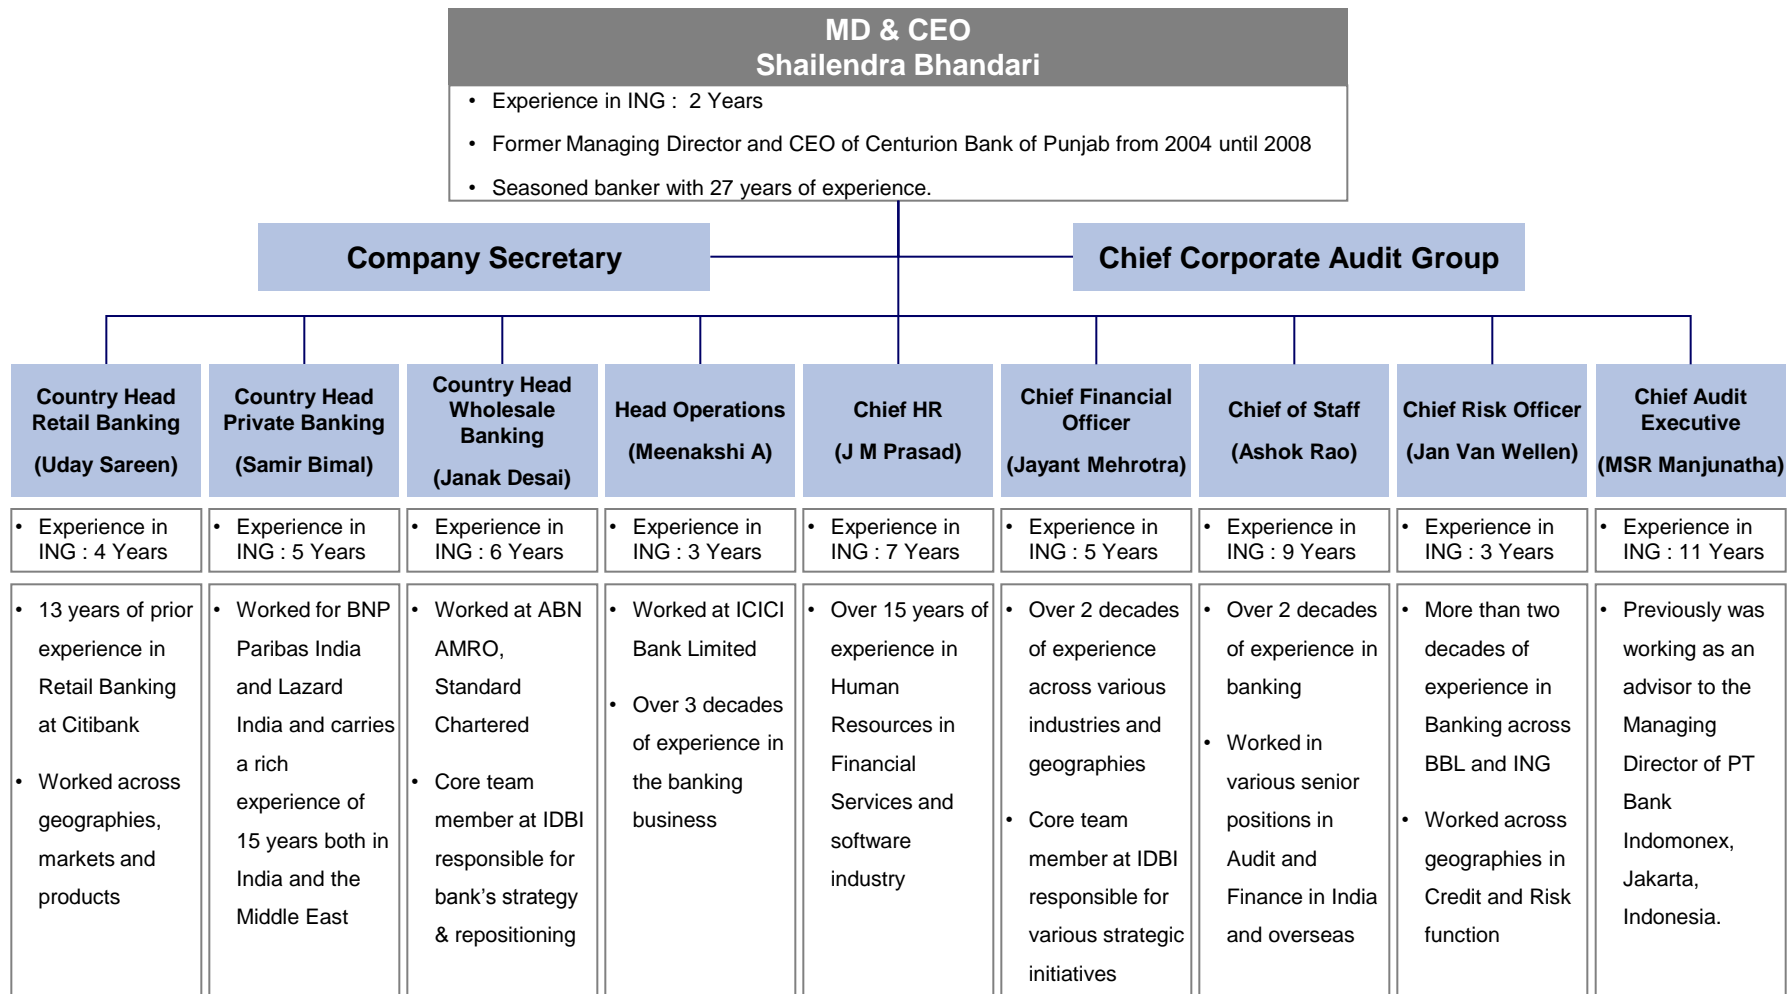 MD & CEO
Shailendra Bhandari
• Experience in ING : 2 Years
• Former Managing Director and CEO of Centurion Bank of Punjab from 2004 until 2008
• Seasoned banker with 27 years of experience.
Company Secretary
Chief Corporate Audit Group
Country Head
Retail Banking
(Uday Sareen)
• Experience in
ING : 4 Years
• 13 years of prior
experience in
Retail Banking
at Citibank
• Worked across
geographies,
markets and
products
Country Head
Private Banking
(Samir Bimal)
• Experience in
ING : 5 Years
• Worked for BNP
Paribas India
and Lazard
India and carries
a rich
experience of
15 years both in
India and the
Middle East
Country Head
Wholesale
Banking
(Janak Desai)
• Experience in
ING : 6 Years
• Worked at ABN
AMRO,
Standard
Chartered
• Core team
member at IDBI
responsible for
bank’s strategy
& repositioning
Head Operations
(Meenakshi A)
• Experience in
ING : 3 Years
• Worked at ICICI
Bank Limited
• Over 3 decades
of experience in
the banking
business
Chief HR
(J M Prasad)
• Experience in
ING : 7 Years
• Over 15 years of
experience in
Human
Resources in
Financial
Services and
software
industry
Chief Financial
Officer
(Jayant Mehrotra)
• Experience in
ING : 5 Years
• Over 2 decades
of experience
across various
industries and
geographies
• Core team
member at IDBI
responsible for
various strategic
initiatives
Chief of Staff
(Ashok Rao)
• Experience in
ING : 9 Years
• Over 2 decades
of experience in
banking
• Worked in
various senior
positions in
Audit and
Finance in India
and overseas
Chief Risk Officer
(Jan Van Wellen)
• Experience in
ING : 3 Years
• More than two
decades of
experience in
Banking across
BBL and ING
• Worked across
geographies in
Credit and Risk
function
Chief Audit
Executive
(MSR Manjunatha)
• Experience in
ING : 11 Years
• Previously was
working as an
advisor to the
Managing
Director of PT
Bank
Indomonex,
Jakarta,
Indonesia.